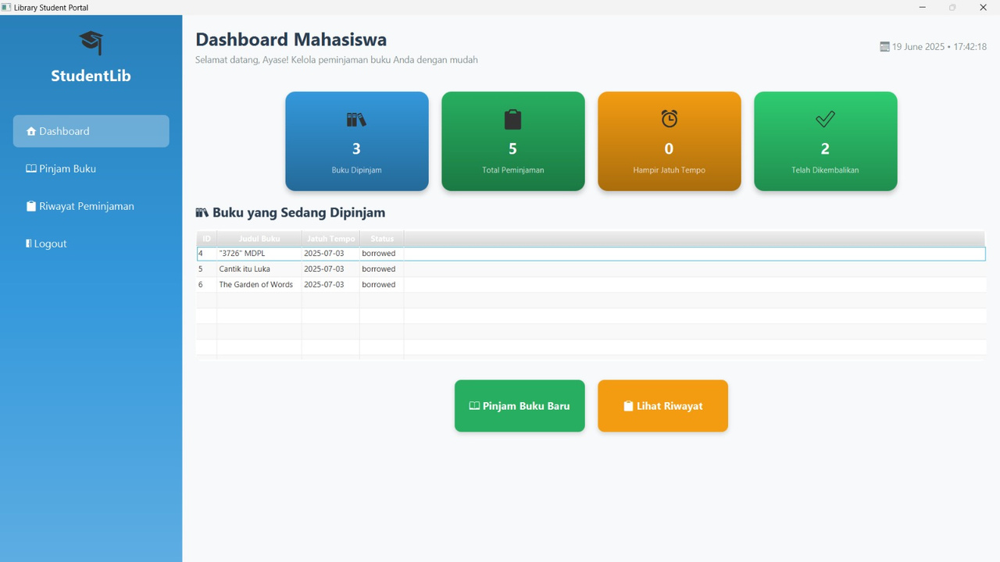 Library Student Portal
StudentLib
Dashboard
Pinjam Buku
Riwayat Peminjaman
Logout
Dashboard Mahasiswa
Selamat datang, Ayase! Kelola peminjaman buku Anda dengan mudah
19 June 2025 • 17:42:18
3
Buku Dipinjam
5
Total Peminjaman
0
Hampir Jatuh Tempo
2
Telah Dikembalikan
Buku yang Sedang Dipinjam
ID Judul Buku Jatuh Tempo Status
4 "3726" MDPL 2025-07-03 borrowed
5 Cantik itu Luka 2025-07-03 borrowed
6 The Garden of Words 2025-07-03 borrowed
Pinjam Buku Baru
Lihat Riwayat